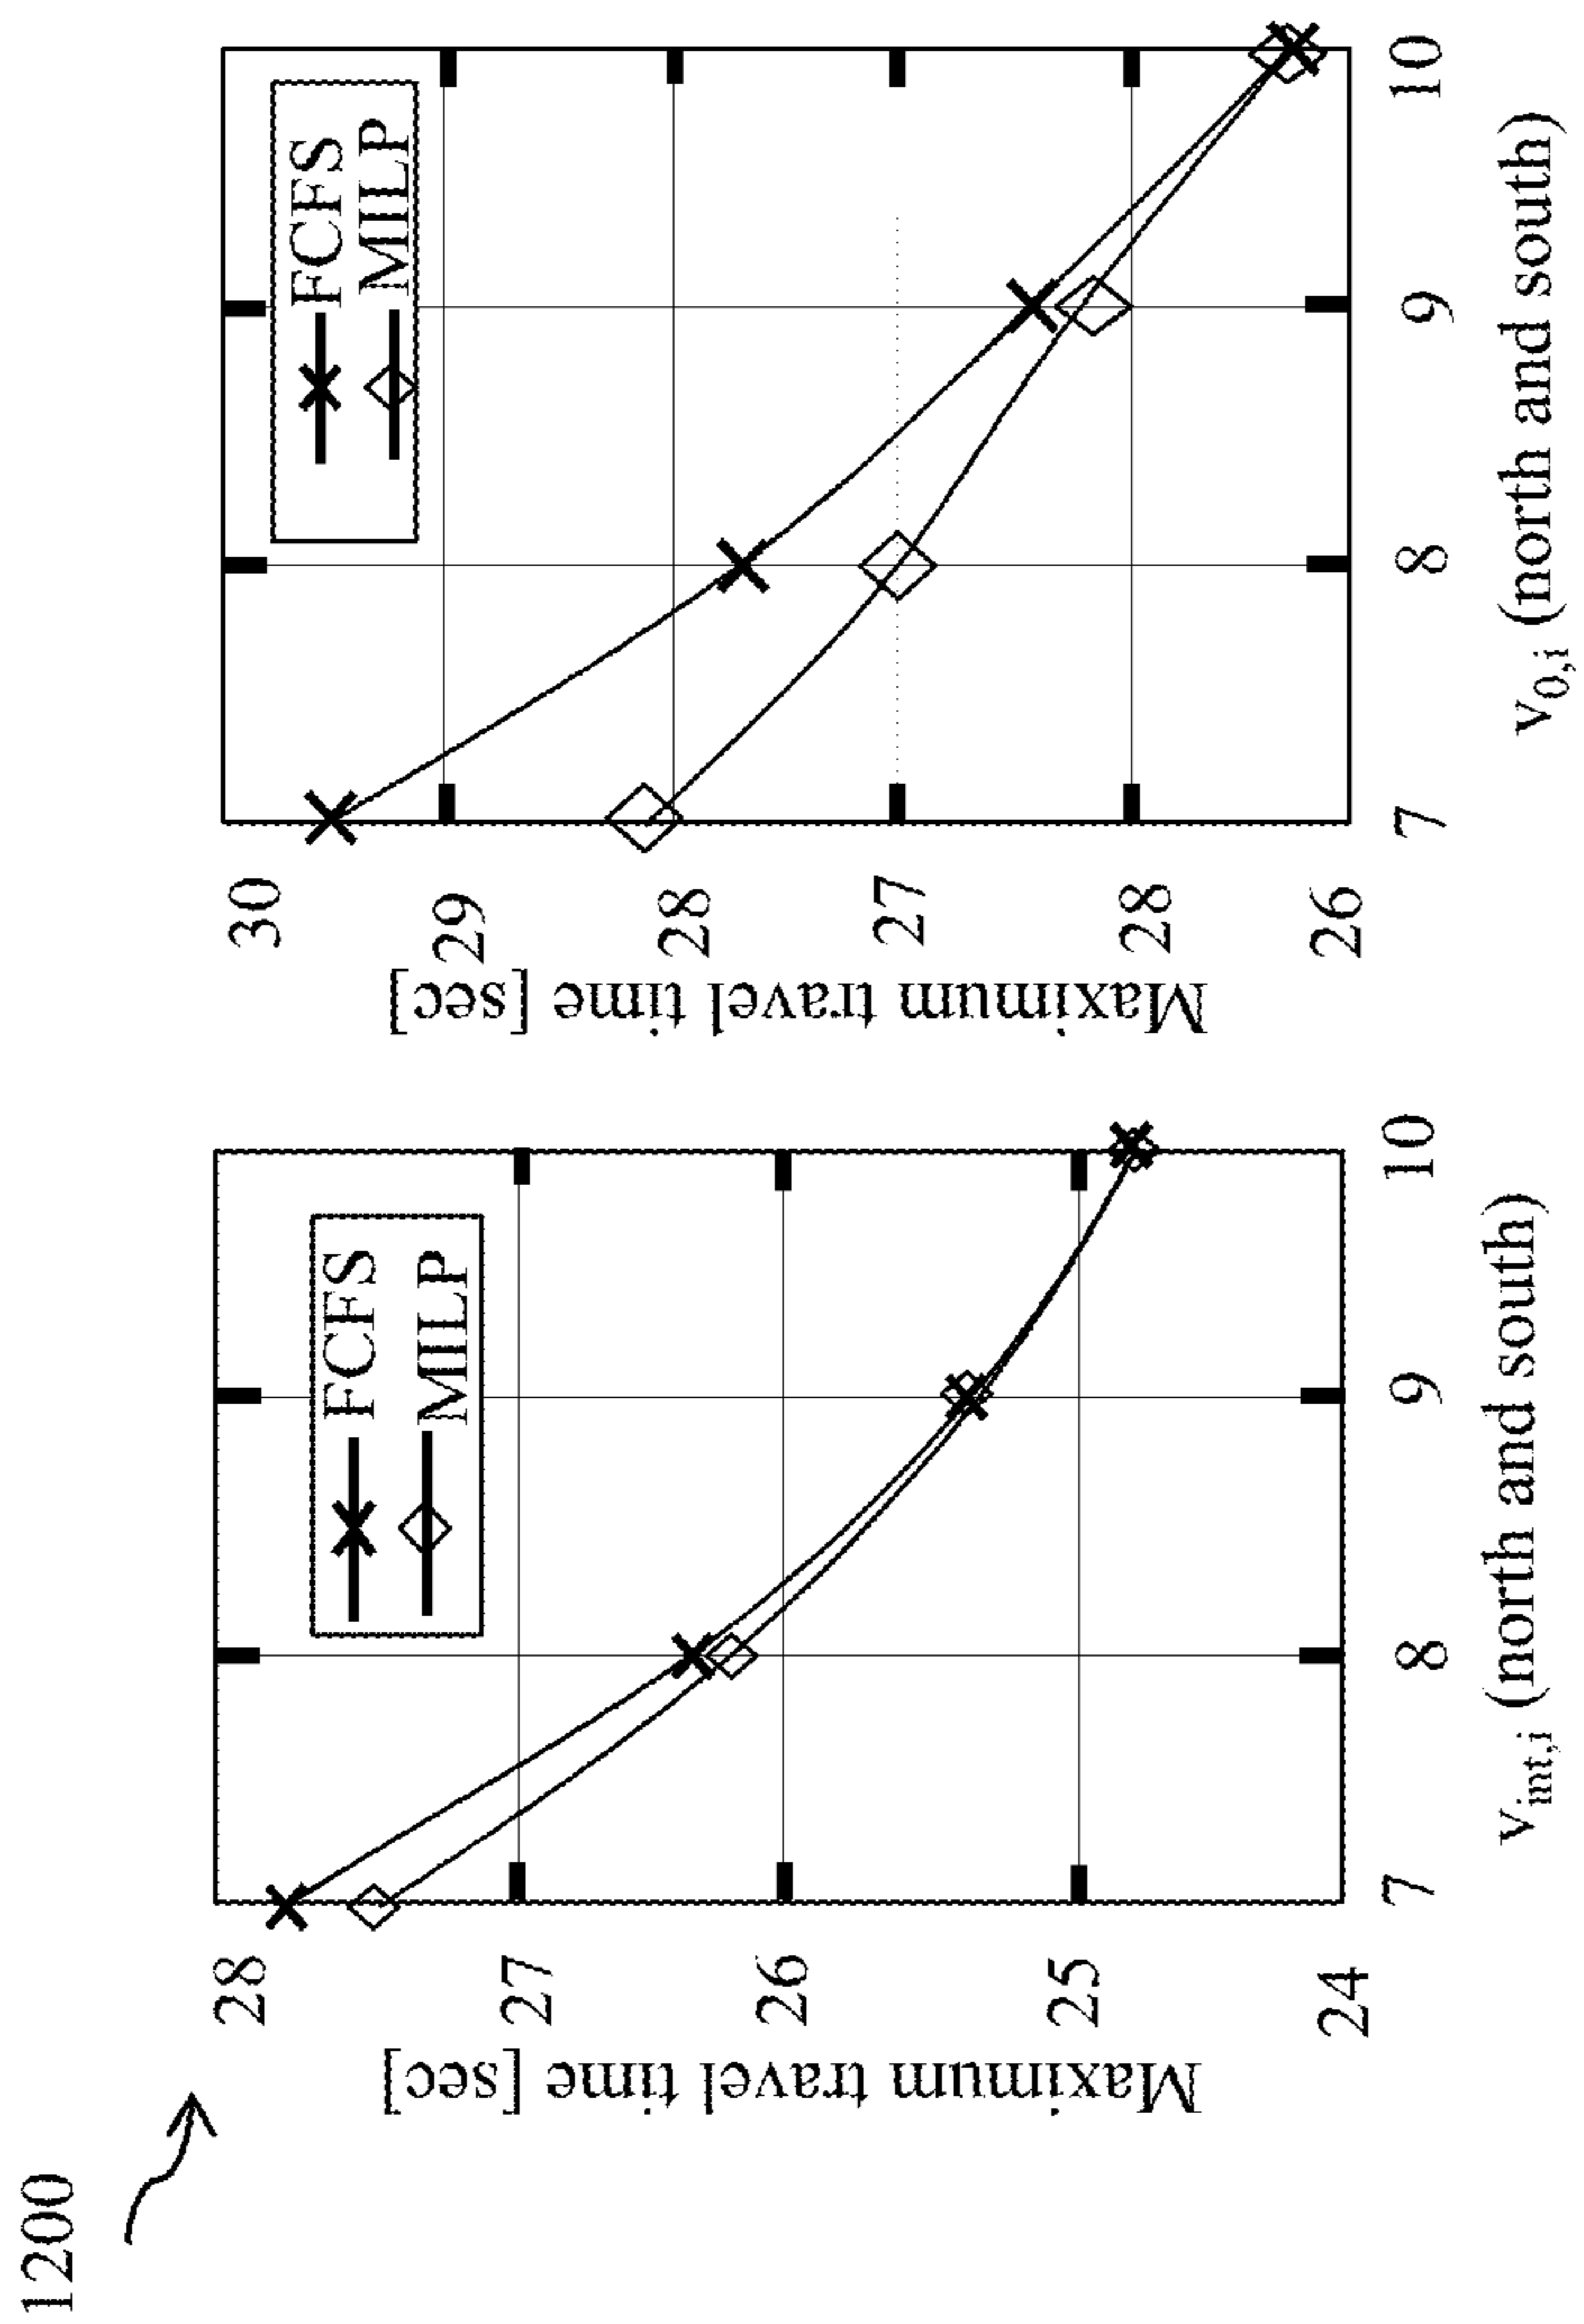 1200
Maximum travel time [sec]
28
27
26
25
24
FCFS
MILP
7
8
9
10
v_int,i (north and south)
Maximum travel time [sec]
30
29
28
27
28
26
FCFS
MILP
7
8
9
10
v_0,i (north and south)